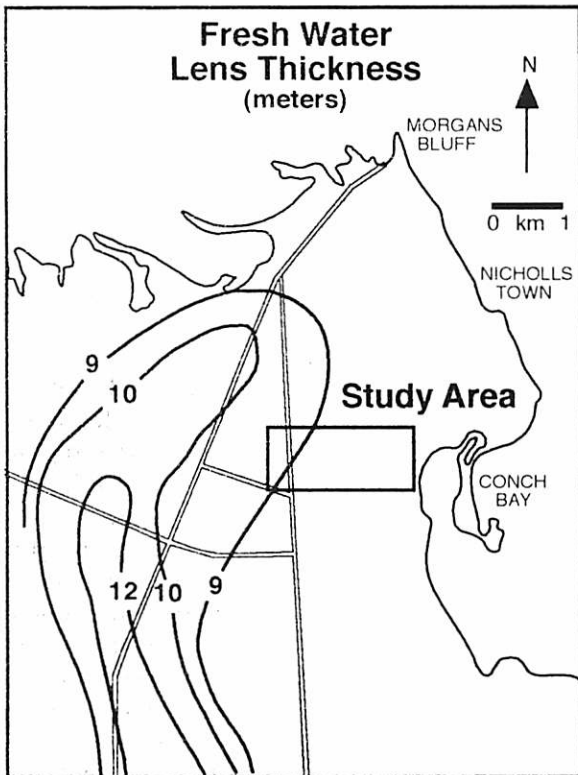 Fresh Water
Lens Thickness
(meters)
N
MORGANS
BLUFF
0 km 1
NICHOLLS
TOWN
9
10
Study Area
CONCH
BAY
12
10
9